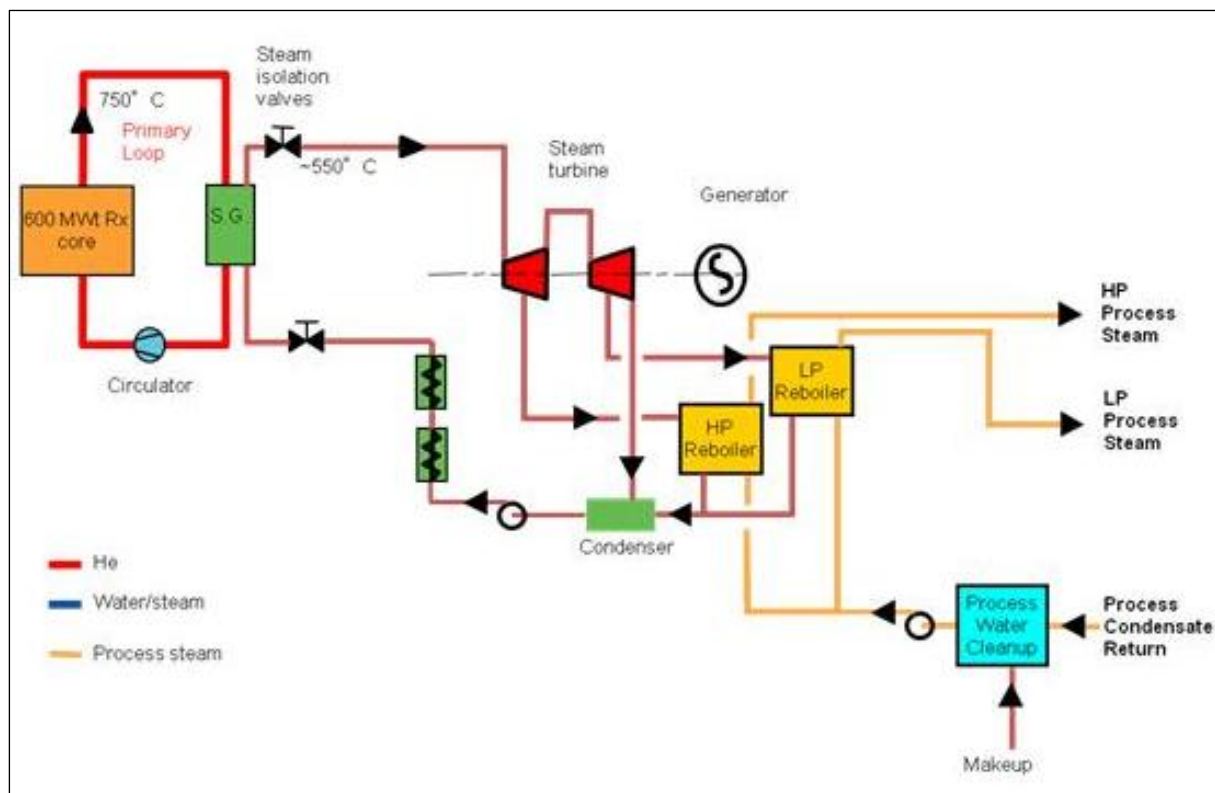 Steam
isolation
valves
750° C
Primary
Loop
~550° C
Steam
turbine
Generator
600 MWt Rx
core
S G
Circulator
HP
Process
Steam
LP
Reboiler
HP
Reboiler
LP
Process
Steam
Condenser
He
Water/steam
Process steam
Process
Water
Cleanup
Process
Condensate
Return
Makeup